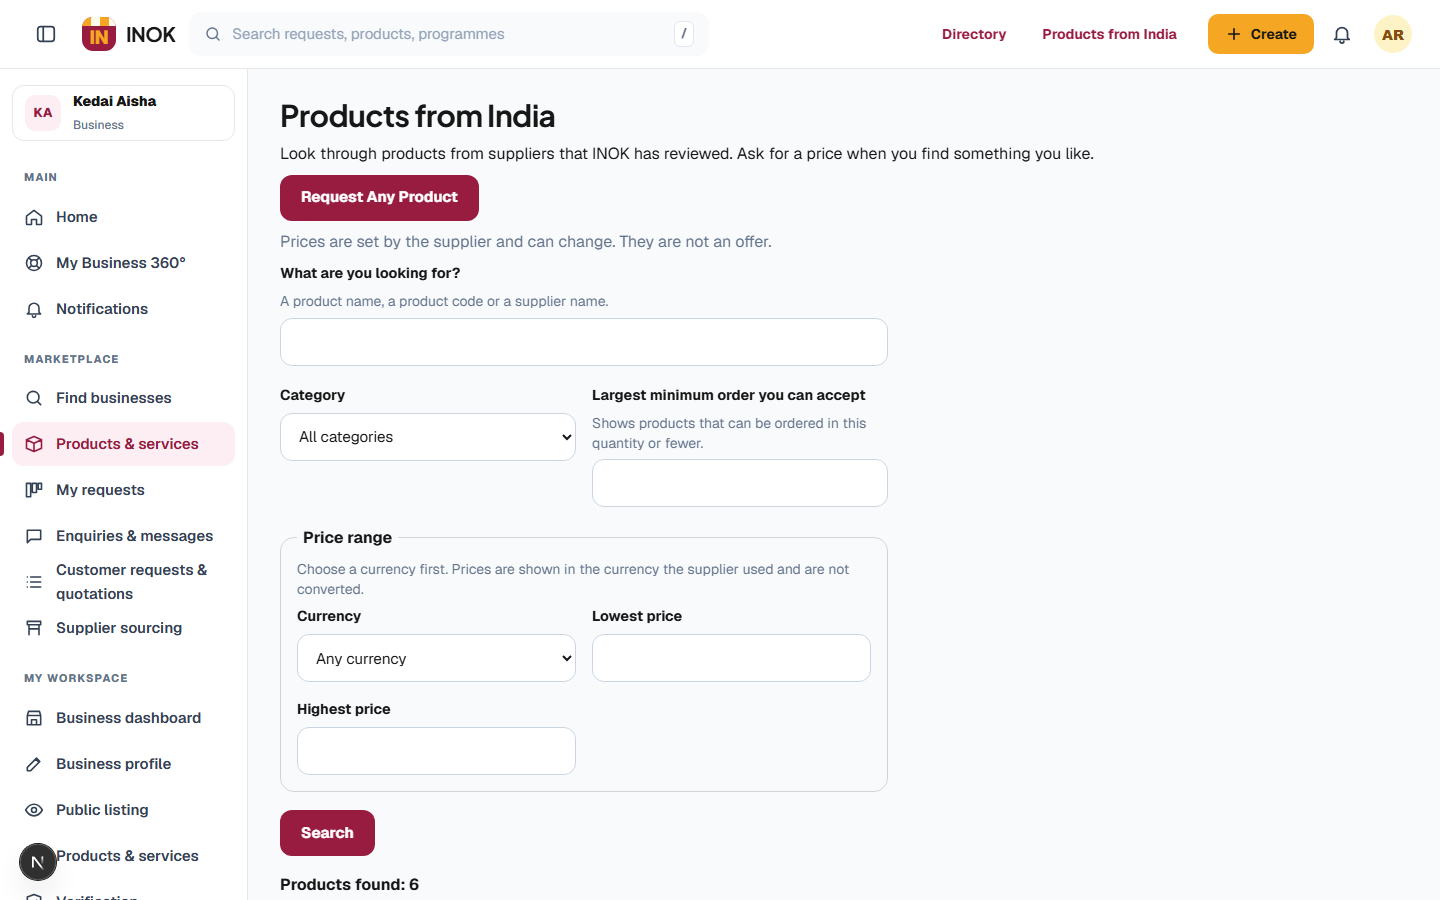 IN INOK
Search requests, products, programmes
/
Directory
Products from India
Create
AR
KA
Kedai Aisha
Business
MAIN
Home
My Business 360°
Notifications
MARKETPLACE
Find businesses
Products & services
My requests
Enquiries & messages
Customer requests &
quotations
Supplier sourcing
MY WORKSPACE
Business dashboard
Business profile
Public listing
N
Products & services
Verification
Products from India
Look through products from suppliers that INOK has reviewed. Ask for a price when you find something you like.
Request Any Product
Prices are set by the supplier and can change. They are not an offer.
What are you looking for?
A product name, a product code or a supplier name.
Category
All categories
Largest minimum order you can accept
Shows products that can be ordered in this
quantity or fewer.
Price range
Choose a currency first. Prices are shown in the currency the supplier used and are not
converted.
Currency
Any currency
Lowest price
Highest price
Search
Products found: 6